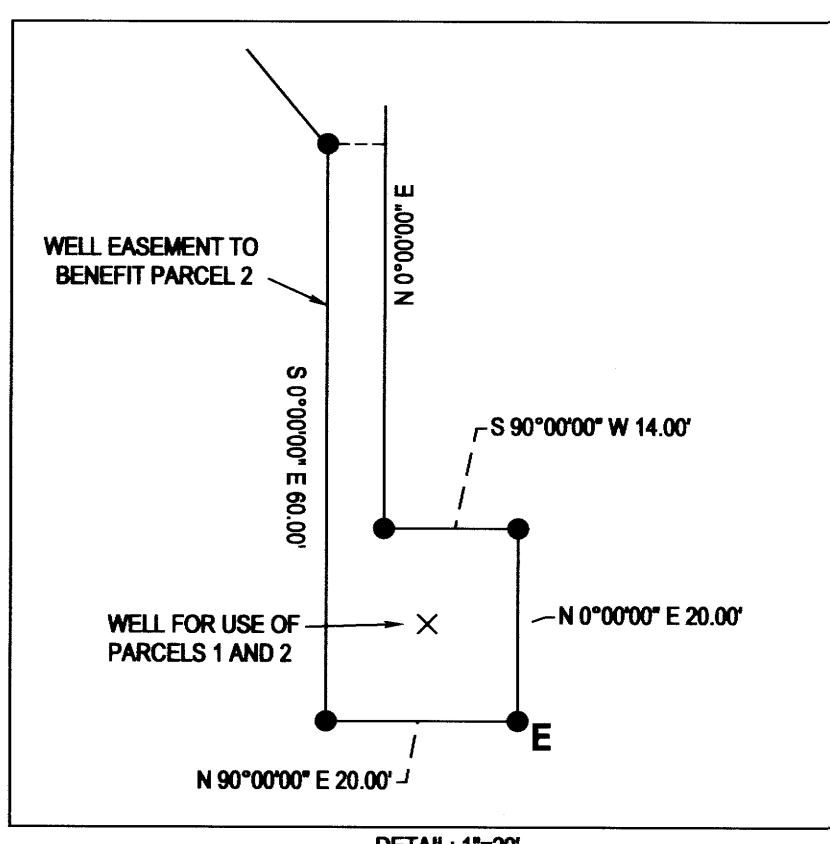 WELL EASEMENT TO
BENEFIT PARCEL 2
N 0°00'00" E
S 0°00'00" E 60.00'
S 90°00'00" W 14.00'
WELL FOR USE OF
PARCELS 1 AND 2
N 0°00'00" E 20.00'
E
N 90°00'00" E 20.00'